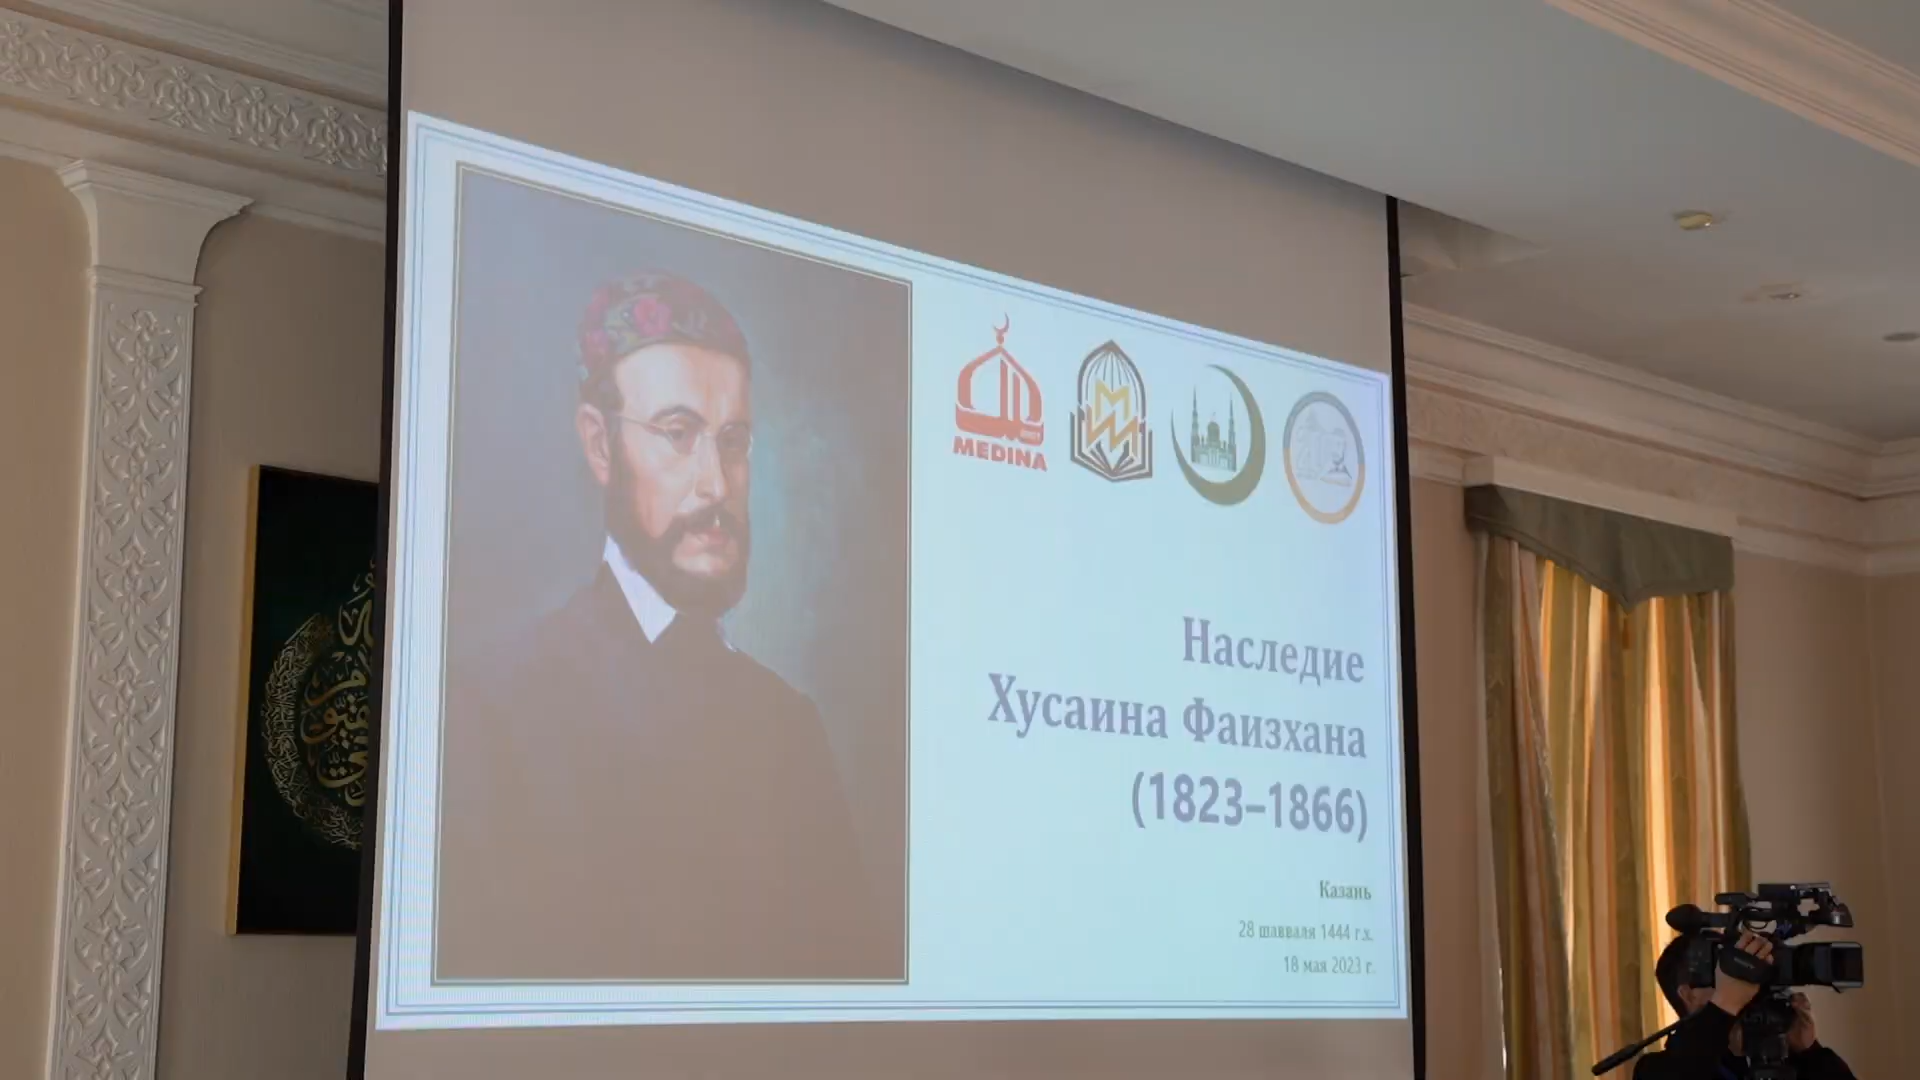 MEDINA
Наследие
Хусаина Фаизхана
(1823–1866)
Казань
28 шавваля 1444 г.х.
18 мая 2023 г.